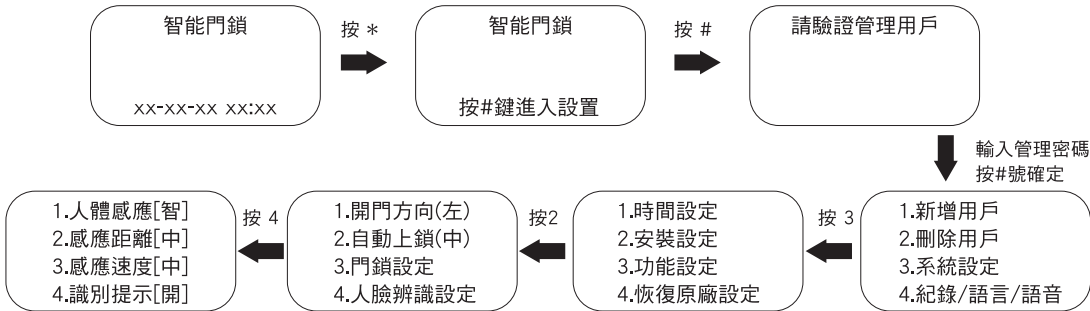 智能門鎖
xx-xx-xx xx:xx
按 *
智能門鎖
按#鍵進入設置
按 #
請驗證管理用戶
輸入管理密碼
按#號確定
1.新增用戶
2.刪除用戶
3.系統設定
4.紀錄/語言/語音
按 3
1.時間設定
2.安裝設定
3.功能設定
4.恢復原廠設定
按2
1.開門方向(左)
2.自動上鎖(中)
3.門鎖設定
4.人臉辨識設定
按 4
1.人體感應[智]
2.感應距離[中]
3.感應速度[中]
4.識別提示[開]